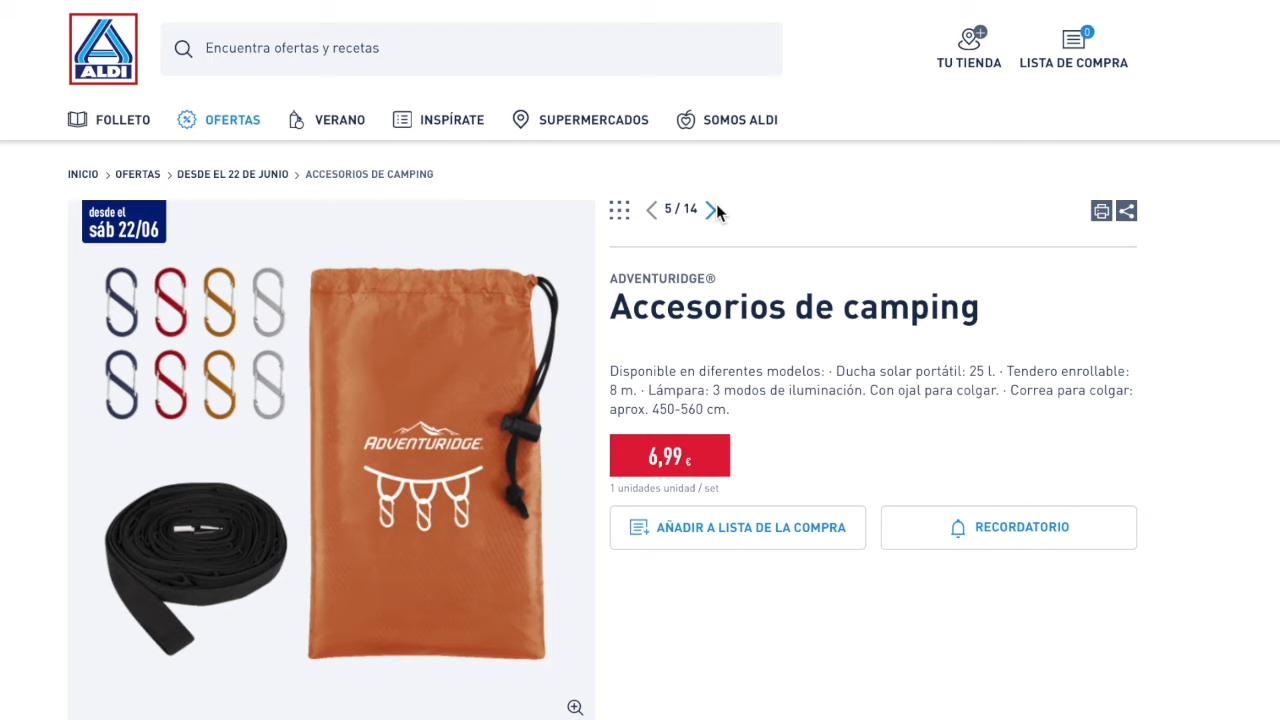 ALDI
Encuentra ofertas y recetas
TU TIENDA
0
LISTA DE COMPRA
FOLLETO
OFERTAS
VERANO
INSPÍRATE
SUPERMERCADOS
SOMOS ALDI
INICIO > OFERTAS > DESDE EL 22 DE JUNIO > ACCESORIOS DE CAMPING
desde el
sáb 22/06
5 / 14
ADVENTURIDGE®
Accesorios de camping
Disponible en diferentes modelos: · Ducha solar portátil: 25 l. · Tendero enrollable:
8 m. · Lámpara: 3 modos de iluminación. Con ojal para colgar. · Correa para colgar:
aprox. 450-560 cm.
6,99 €
1 unidades unidad / set
AÑADIR A LISTA DE LA COMPRA
RECORDATORIO
ADVENTURIDGE